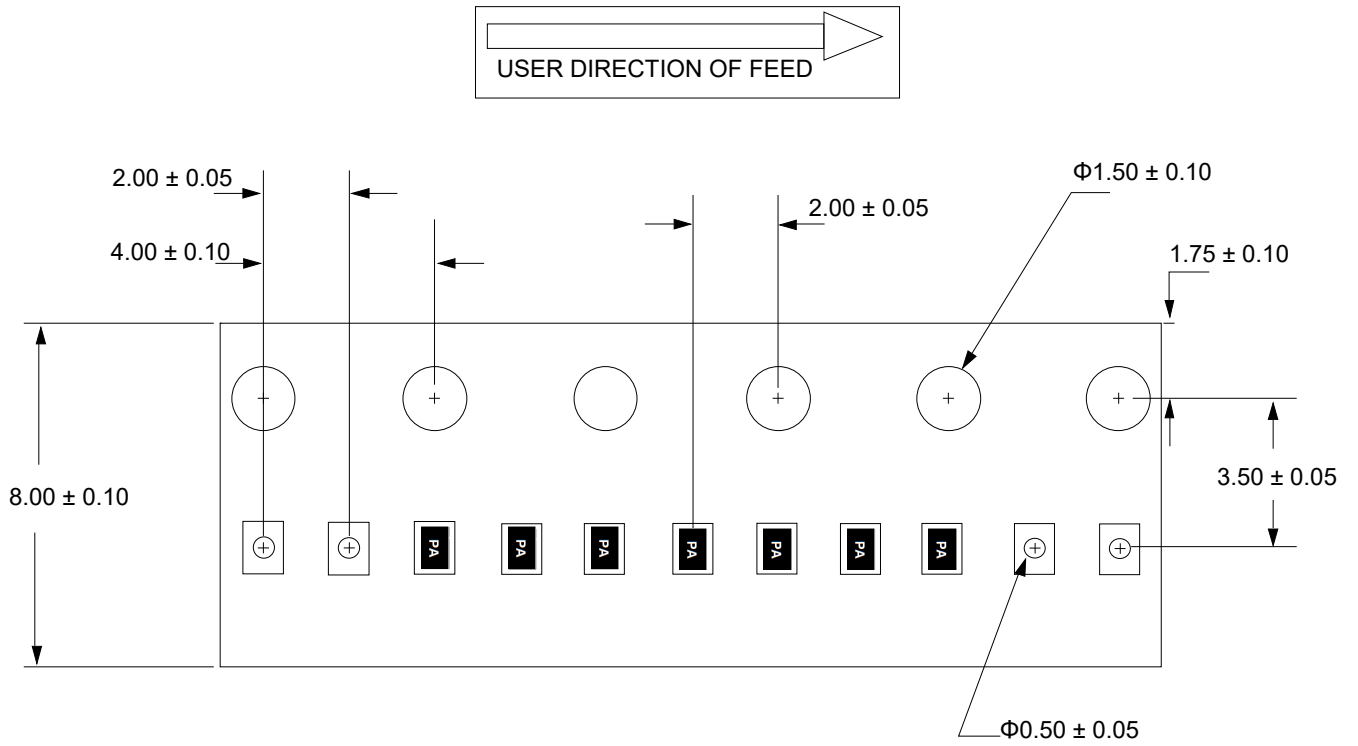 USER DIRECTION OF FEED
2.00 ± 0.05
Φ1.50 ± 0.10
2.00 ± 0.05
4.00 ± 0.10
1.75 ± 0.10
8.00 ± 0.10
3.50 ± 0.05
PA
PA
PA
PA
PA
PA
PA
Φ0.50 ± 0.05